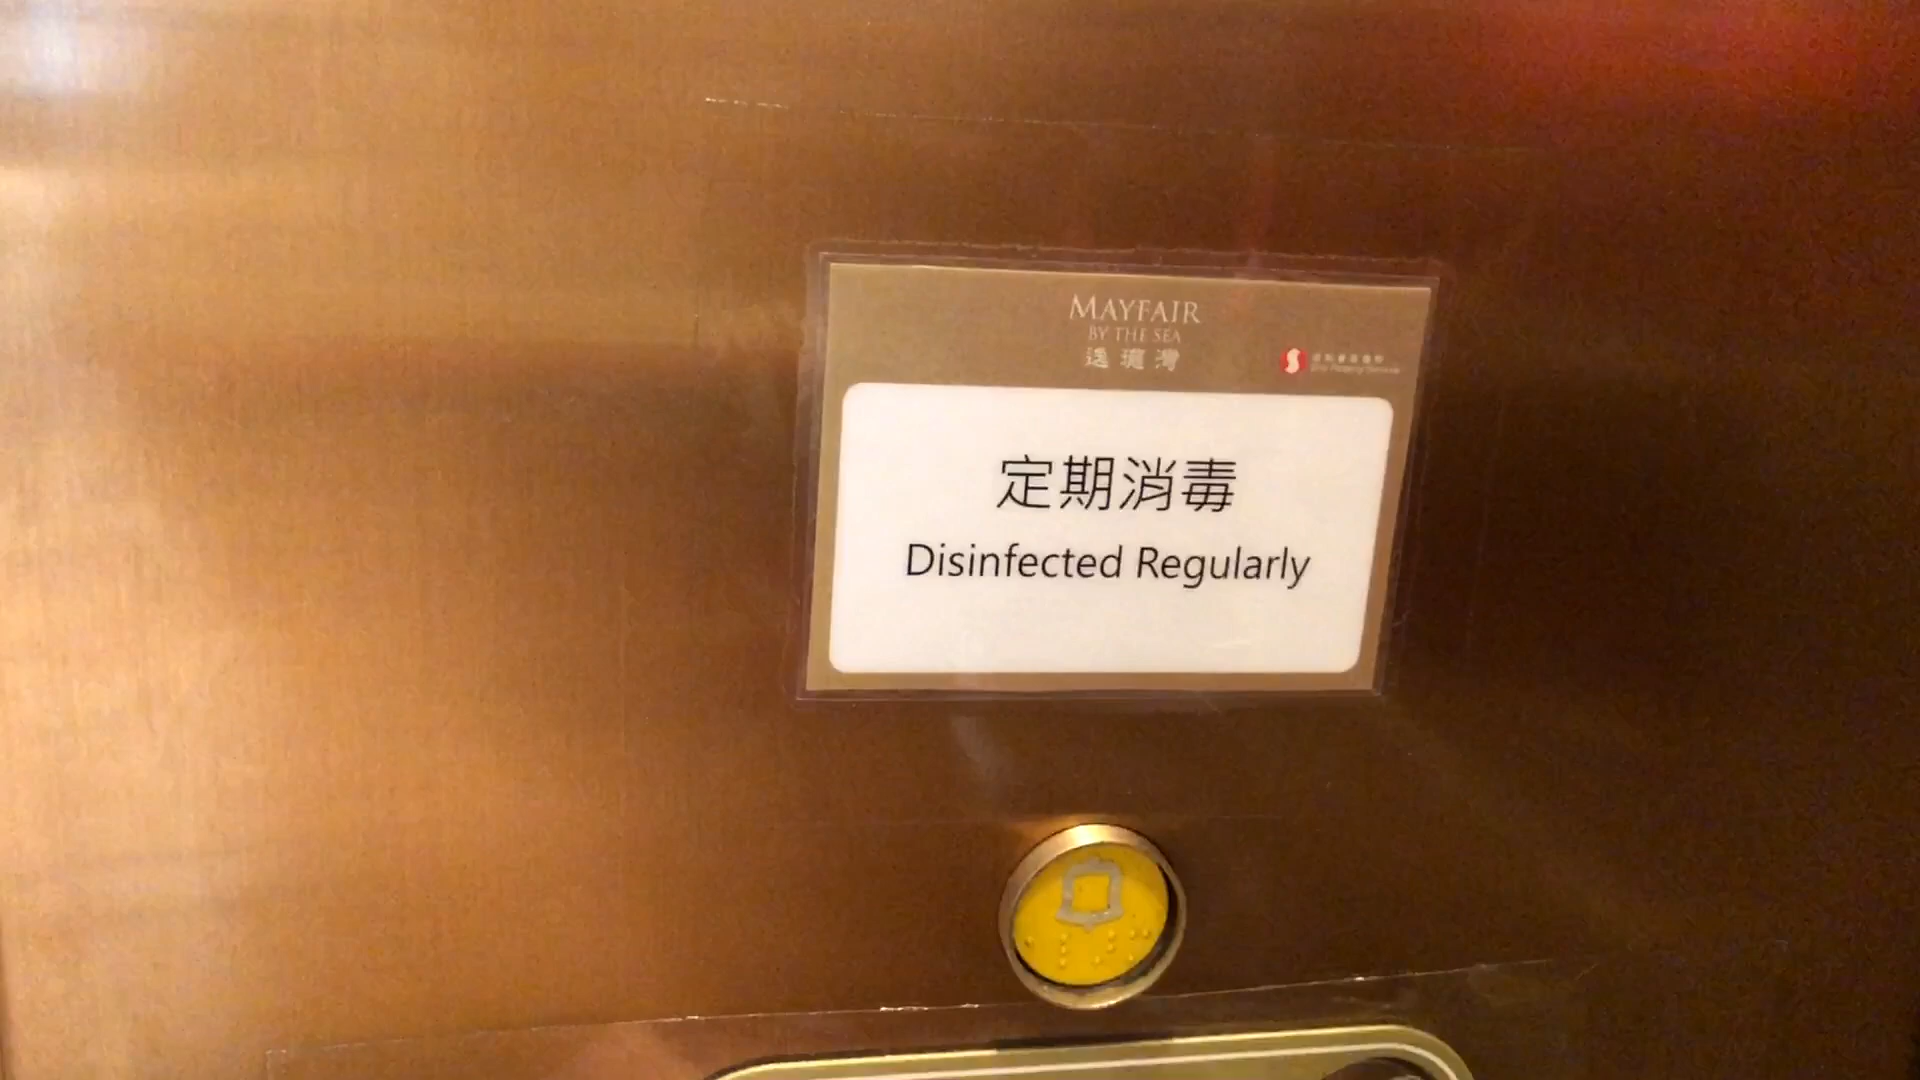 MAYFAIR
BY THE SEA
逸瓏灣
定期消毒
Disinfected Regularly